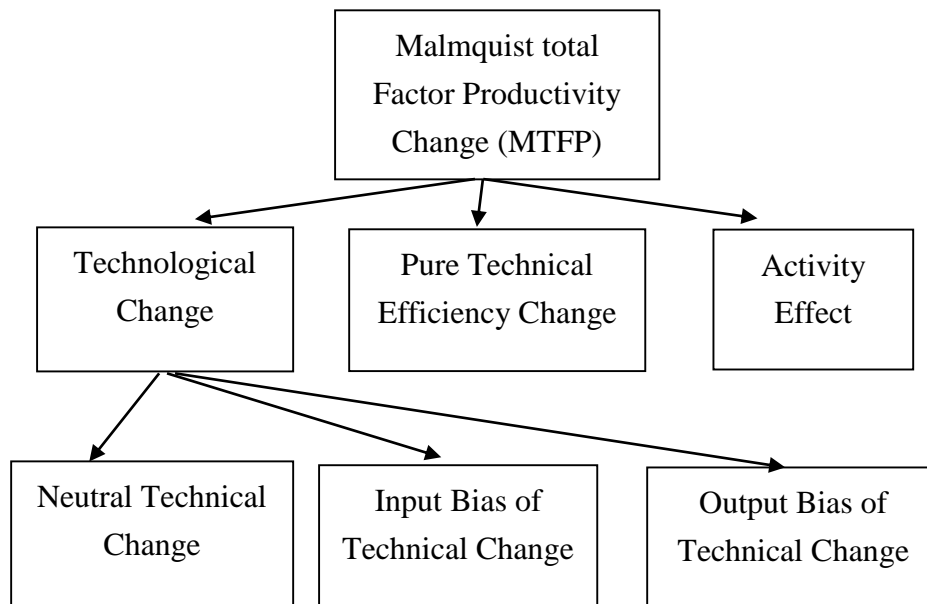 Malmquist total
Factor Productivity
Change (MTFP)
Technological
Change
Pure Technical
Efficiency Change
Activity
Effect
Neutral Technical
Change
Input Bias of
Technical Change
Output Bias of
Technical Change